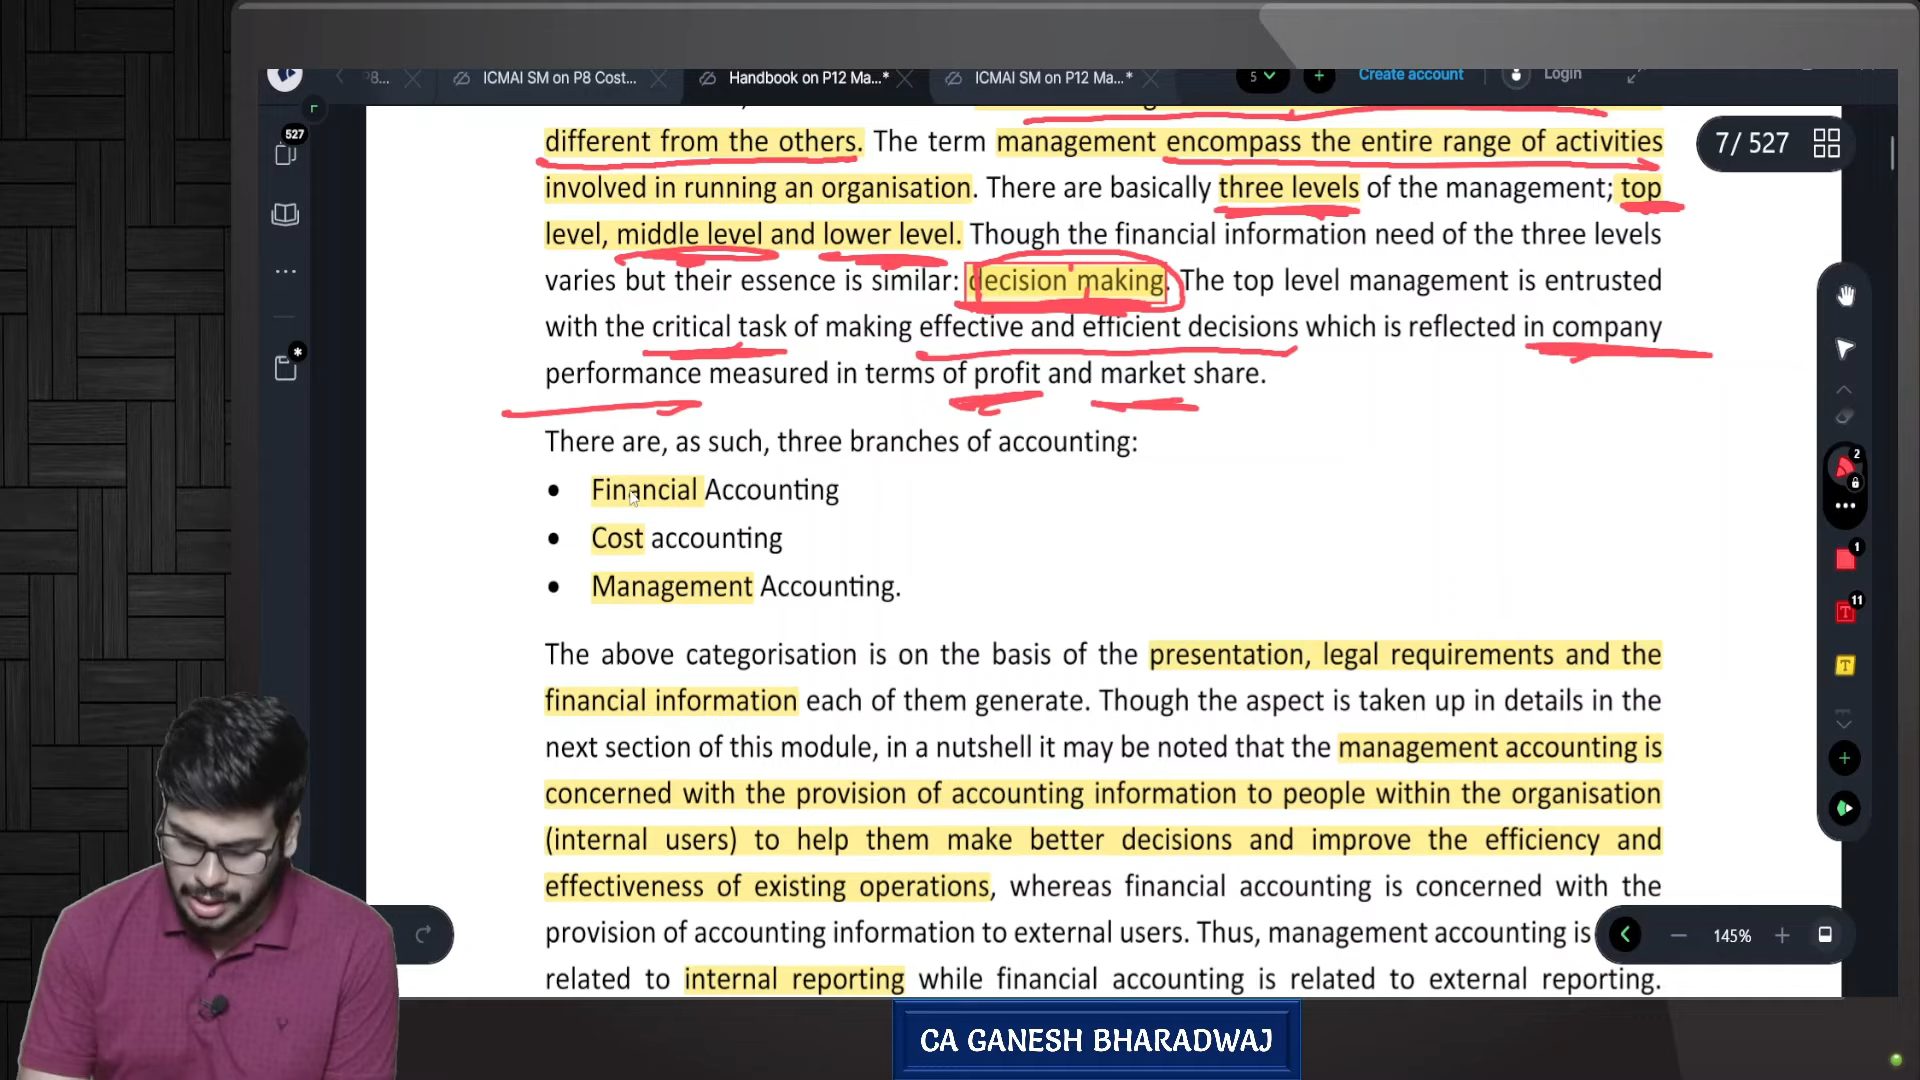 P8...
ICMAI SM on P8 Cost...
Handbook on P12 Ma...*
ICMAI SM on P12 Ma...*
5
Create account
Login
527
7/ 527
different from the others. The term management encompass the entire range of activities
involved in running an organisation. There are basically three levels of the management; top
level, middle level and lower level. Though the financial information need of the three levels
varies but their essence is similar: decision making. The top level management is entrusted
with the critical task of making effective and efficient decisions which is reflected in company
performance measured in terms of profit and market share.
There are, as such, three branches of accounting:
• Financial Accounting
• Cost accounting
• Management Accounting.
The above categorisation is on the basis of the presentation, legal requirements and the
financial information each of them generate. Though the aspect is taken up in details in the
next section of this module, in a nutshell it may be noted that the management accounting is
concerned with the provision of accounting information to people within the organisation
(internal users) to help them make better decisions and improve the efficiency and
effectiveness of existing operations, whereas financial accounting is concerned with the
provision of accounting information to external users. Thus, management accounting is
related to internal reporting while financial accounting is related to external reporting.
2
1
T 11
T
145%
CA GANESH BHARADWAJ